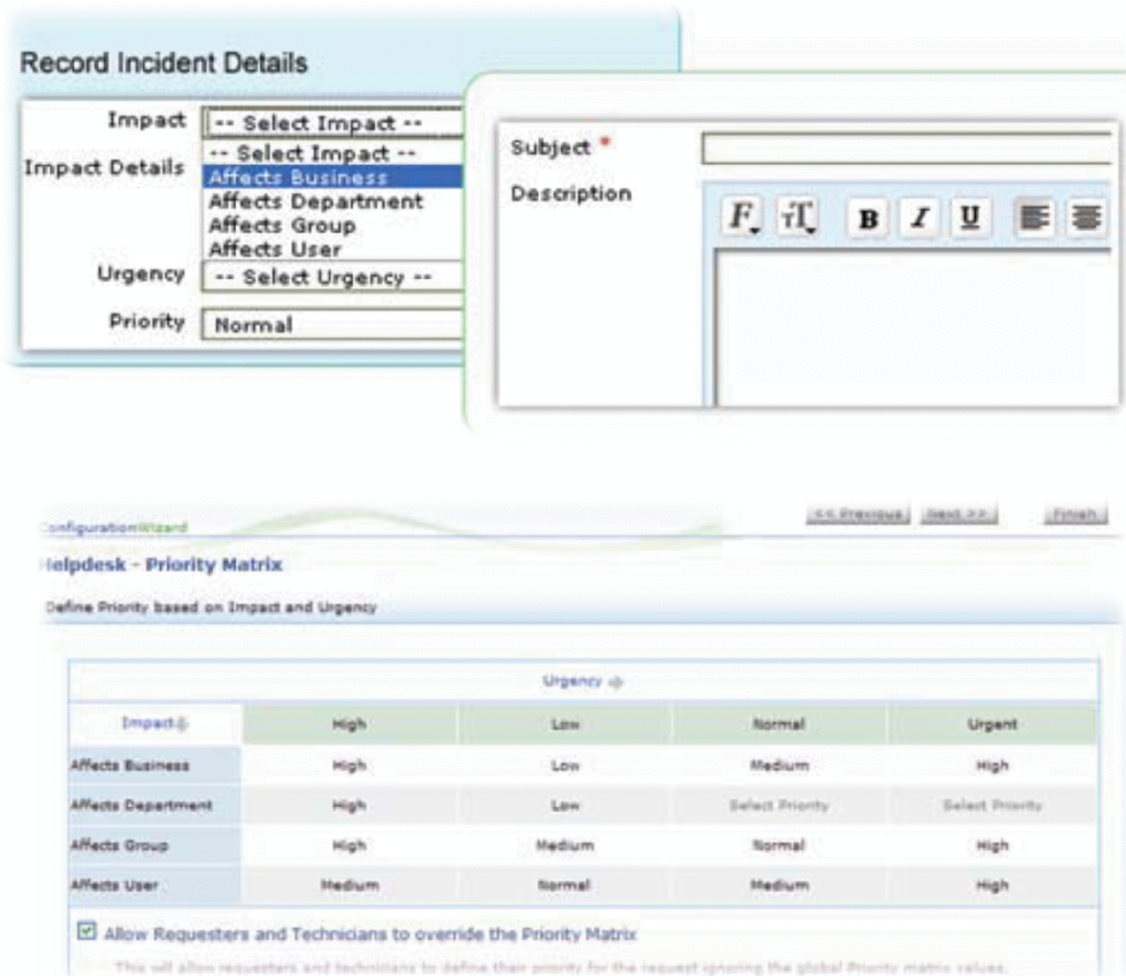 Record Incident Details
Impact -- Select Impact --
-- Select Impact --
Impact Details
Affects Business
Affects Department
Affects Group
Affects User
Urgency -- Select Urgency --
Priority Normal
Subject *
Description
F TT B I U
onfigurationWizard
<< Previous Next >> Finish
Helpdesk - Priority Matrix
Define Priority based on Impact and Urgency
Urgency
Impact High Low Normal Urgent
Affects Business High Low Medium High
Affects Department High Low Select Priority Select Priority
Affects Group High Medium Normal High
Affects User Medium Normal Medium High
Allow Requesters and Technicians to override the Priority Matrix
This will allow requesters and technicians to define their priority for the request ignoring the global Priority matrix values.